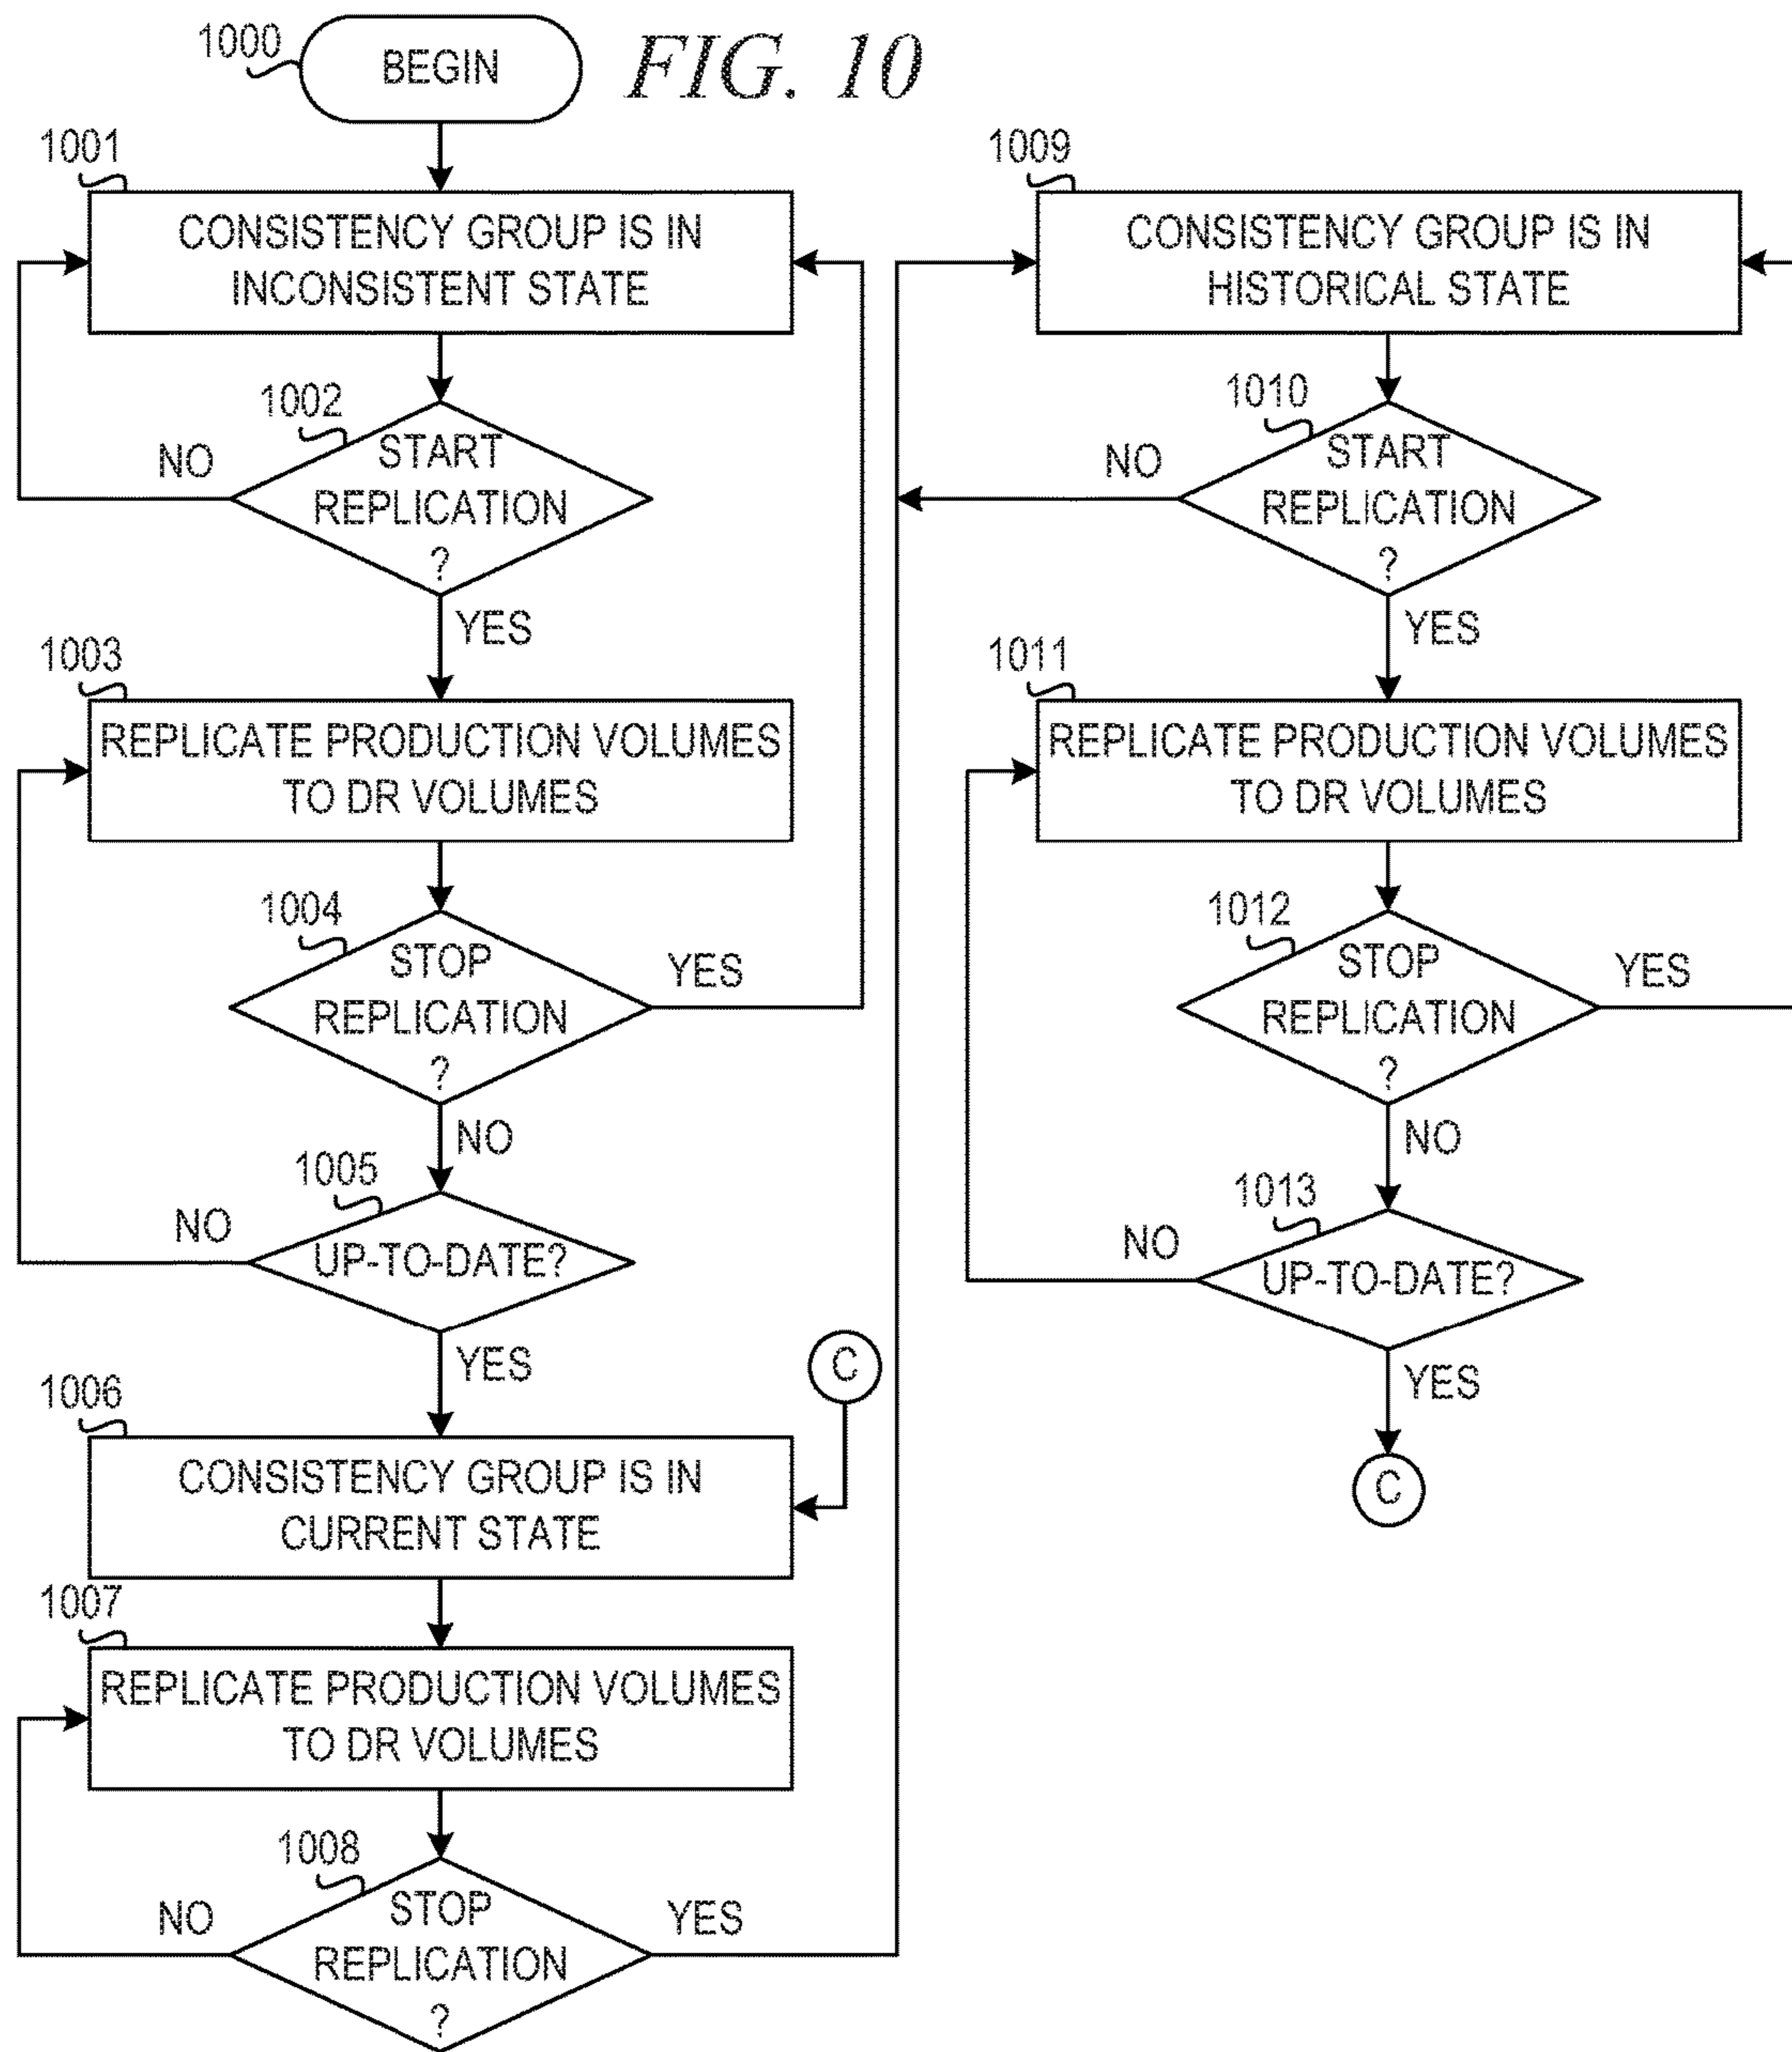 FIG. 10
1000
BEGIN
1001
CONSISTENCY GROUP IS IN
INCONSISTENT STATE
1002
START
REPLICATION
?
NO
YES
1003
REPLICATE PRODUCTION VOLUMES
TO DR VOLUMES
1004
STOP
REPLICATION
?
YES
NO
1005
UP-TO-DATE?
NO
YES
C
1006
CONSISTENCY GROUP IS IN
CURRENT STATE
1007
REPLICATE PRODUCTION VOLUMES
TO DR VOLUMES
1008
STOP
REPLICATION
?
NO
YES
1009
CONSISTENCY GROUP IS IN
HISTORICAL STATE
1010
START
REPLICATION
?
NO
YES
1011
REPLICATE PRODUCTION VOLUMES
TO DR VOLUMES
1012
STOP
REPLICATION
?
YES
NO
1013
UP-TO-DATE?
NO
YES
C